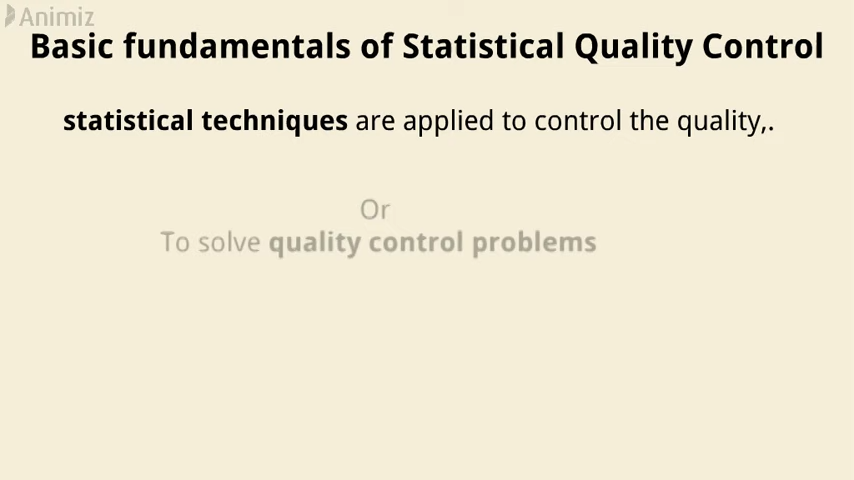 Animiz
Basic fundamentals of Statistical Quality Control
statistical techniques are applied to control the quality,.
Or
To solve quality control problems